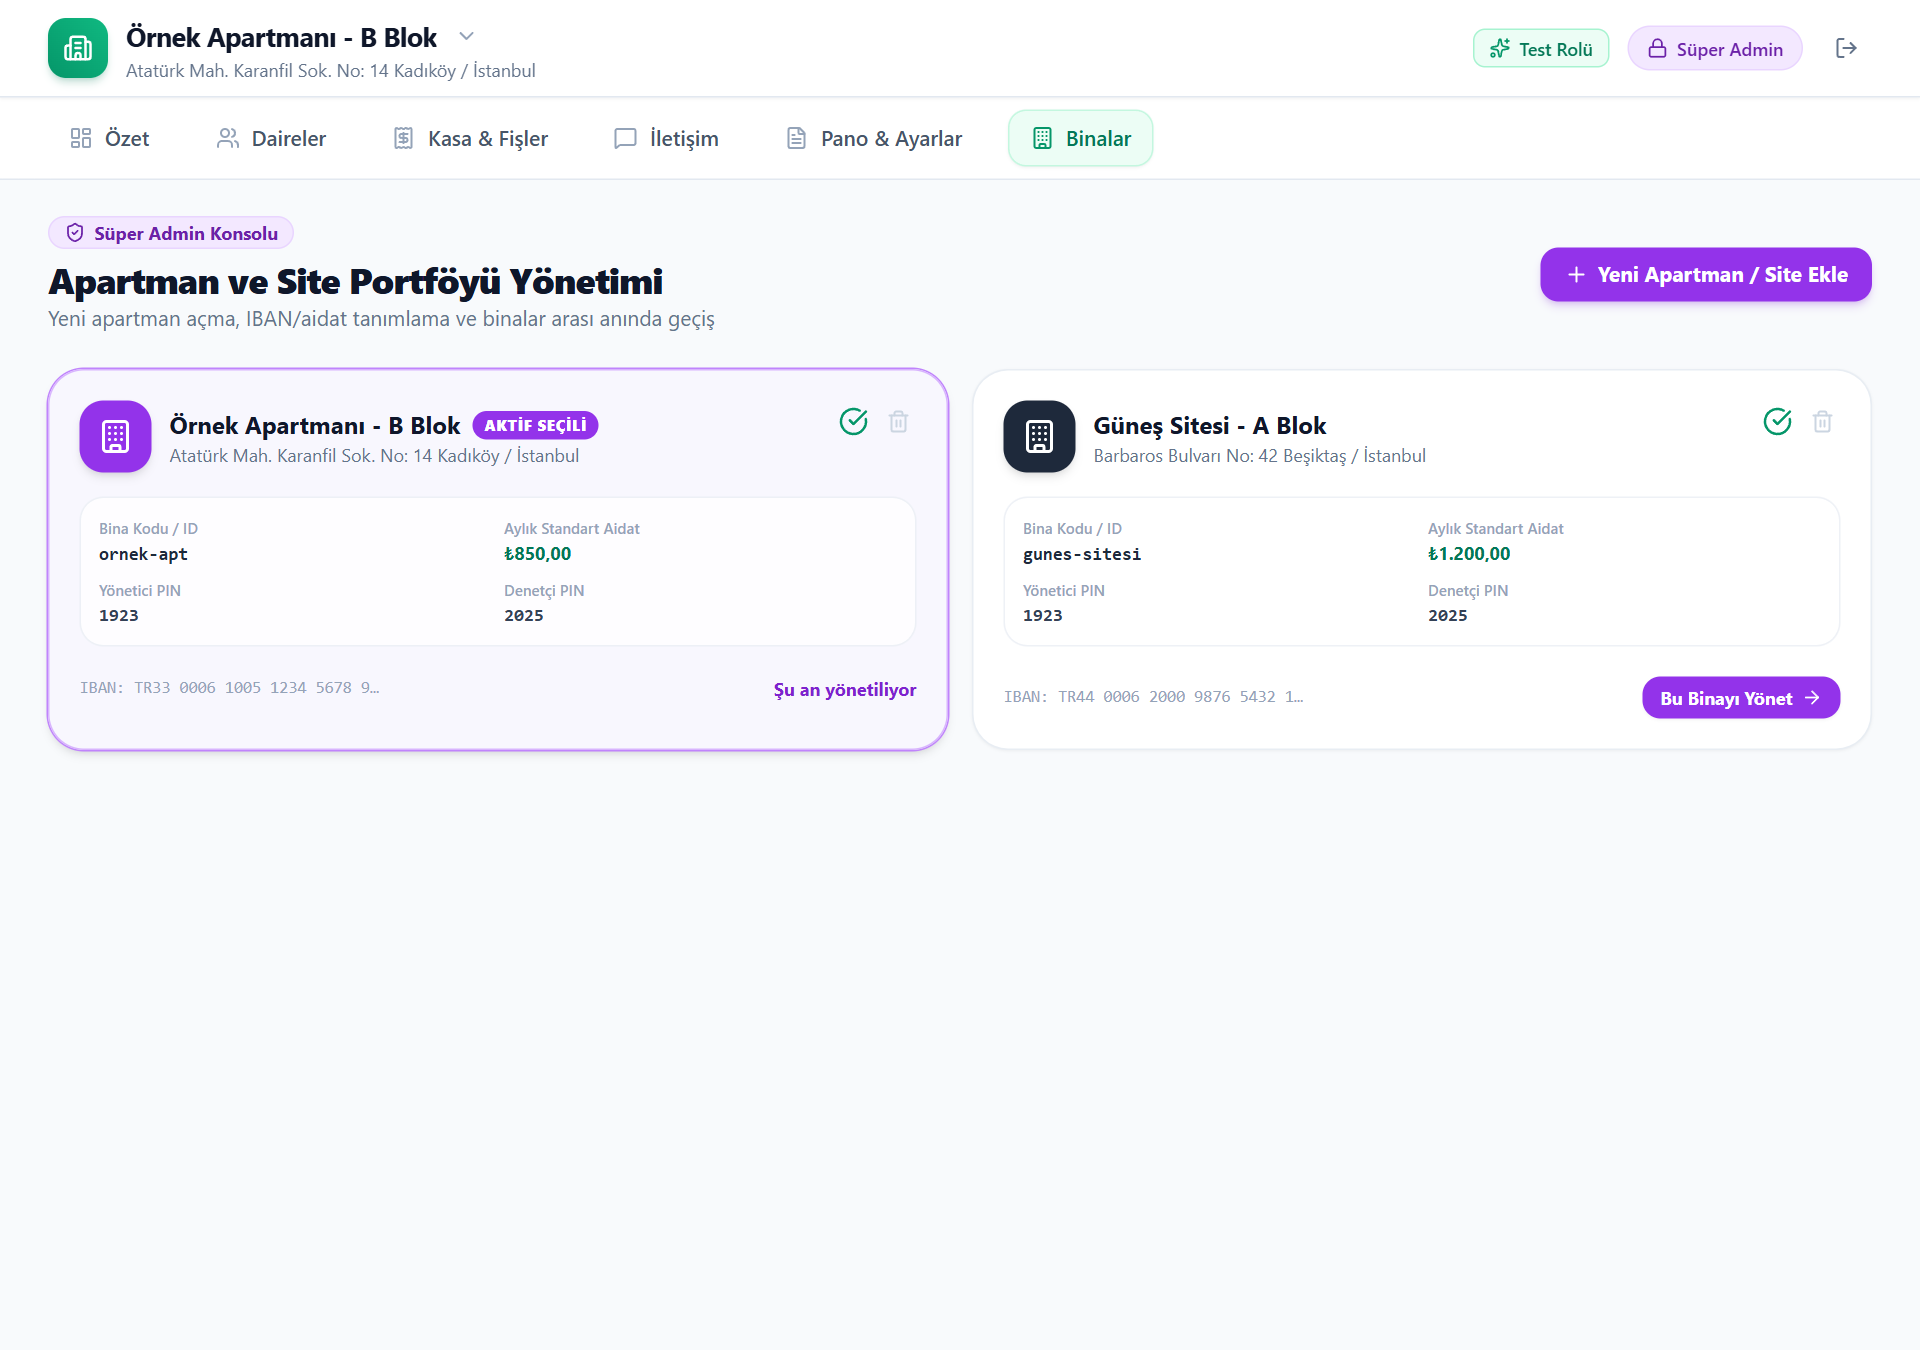 Örnek Apartmanı - B Blok
Atatürk Mah. Karanfil Sok. No: 14 Kadıköy / İstanbul
Test Rolü
Süper Admin
Özet
Daireler
Kasa & Fişler
İletişim
Pano & Ayarlar
Binalar
Süper Admin Konsolu
Apartman ve Site Portföyü Yönetimi
Yeni apartman açma, IBAN/aidat tanımlama ve binalar arası anında geçiş
Yeni Apartman / Site Ekle
Örnek Apartmanı - B Blok AKTİF SEÇİLİ
Atatürk Mah. Karanfil Sok. No: 14 Kadıköy / İstanbul
Bina Kodu / ID
ornek-apt
Aylık Standart Aidat
₺850,00
Yönetici PIN
1923
Denetçi PIN
2025
IBAN: TR33 0006 1005 1234 5678 9…
Şu an yönetiliyor
Güneş Sitesi - A Blok
Barbaros Bulvarı No: 42 Beşiktaş / İstanbul
Bina Kodu / ID
gunes-sitesi
Aylık Standart Aidat
₺1.200,00
Yönetici PIN
1923
Denetçi PIN
2025
IBAN: TR44 0006 2000 9876 5432 1…
Bu Binayı Yönet